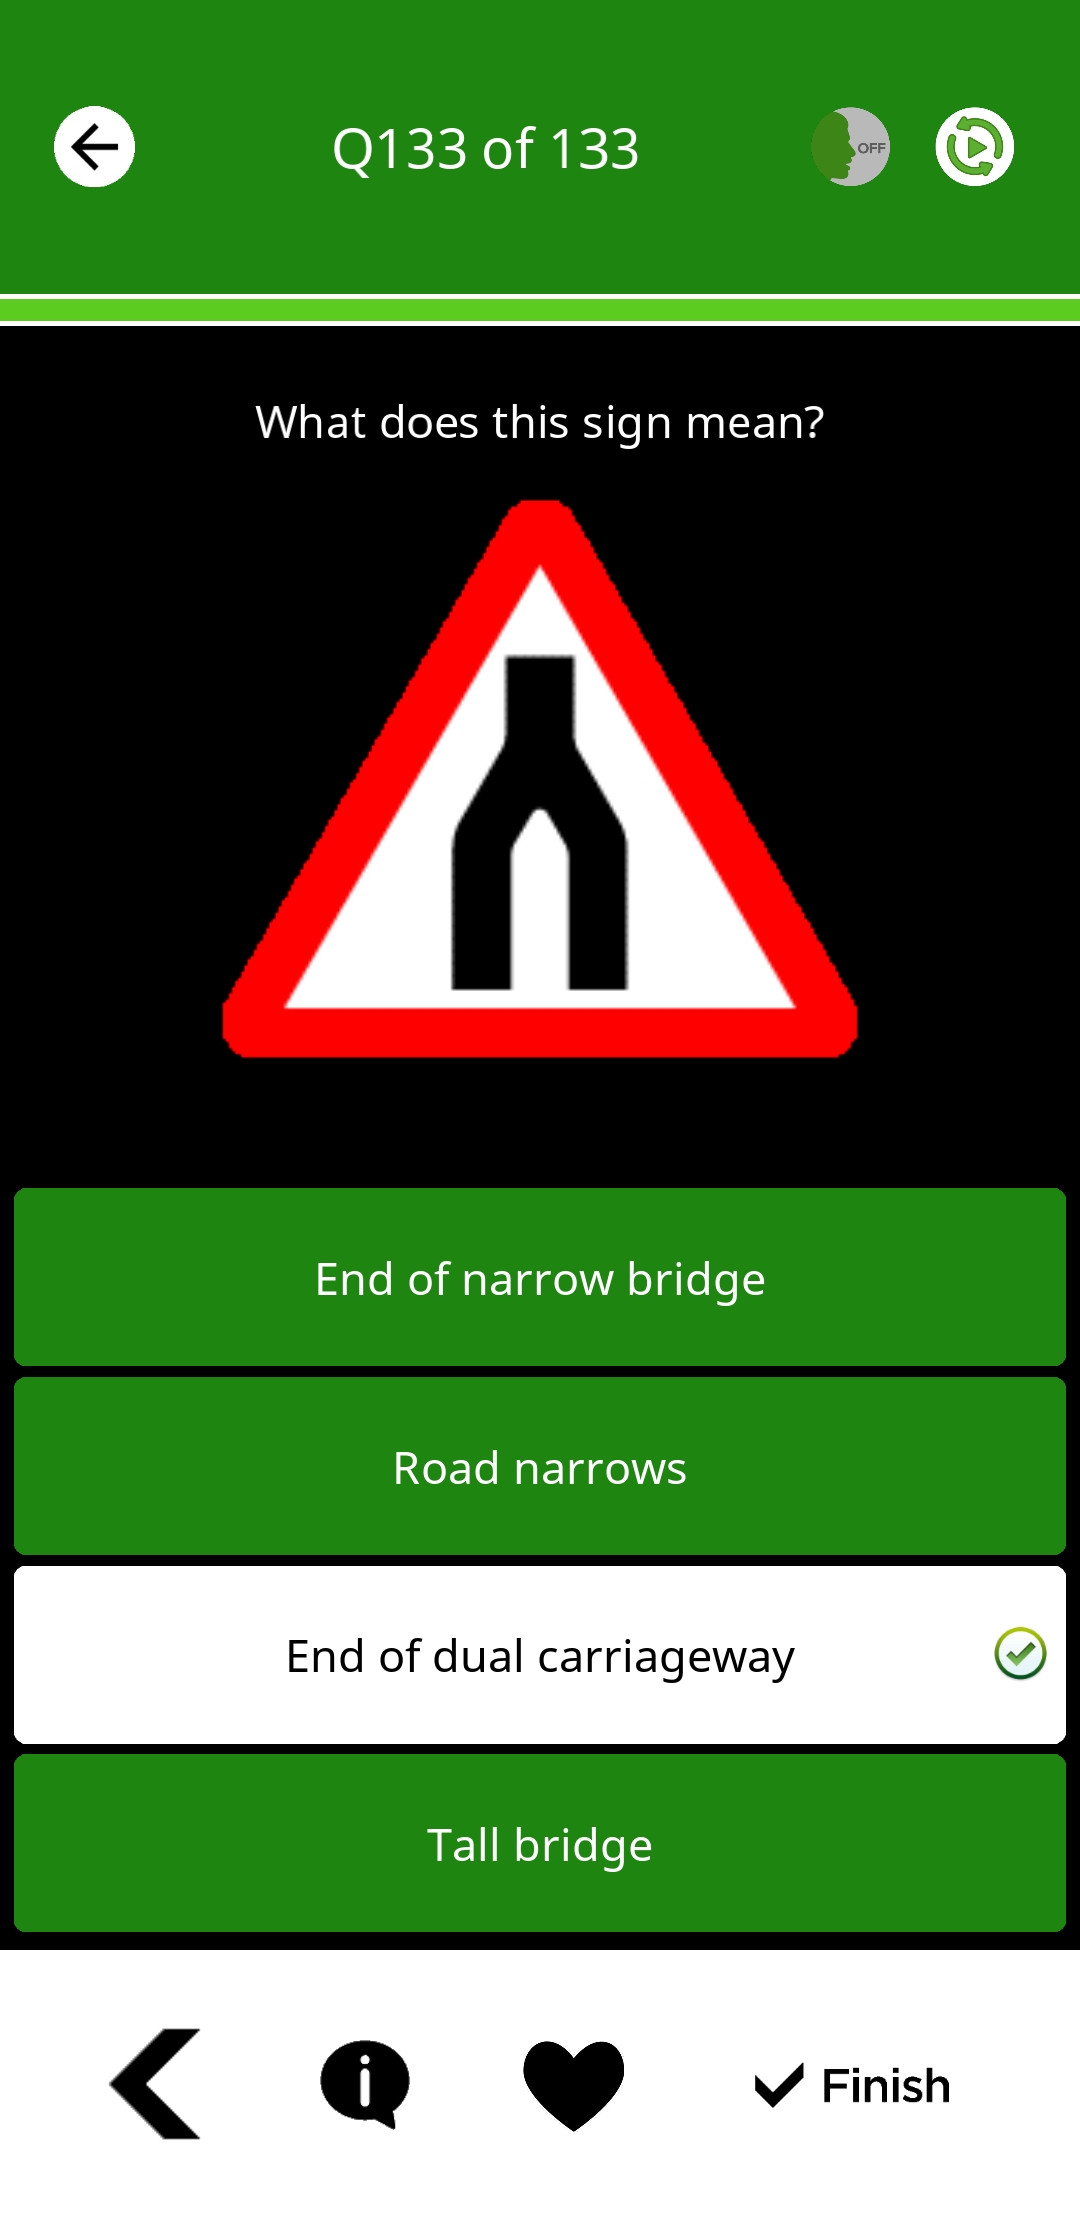 Q133 of 133
OFF
What does this sign mean?
End of narrow bridge
Road narrows
End of dual carriageway
Tall bridge
Finish